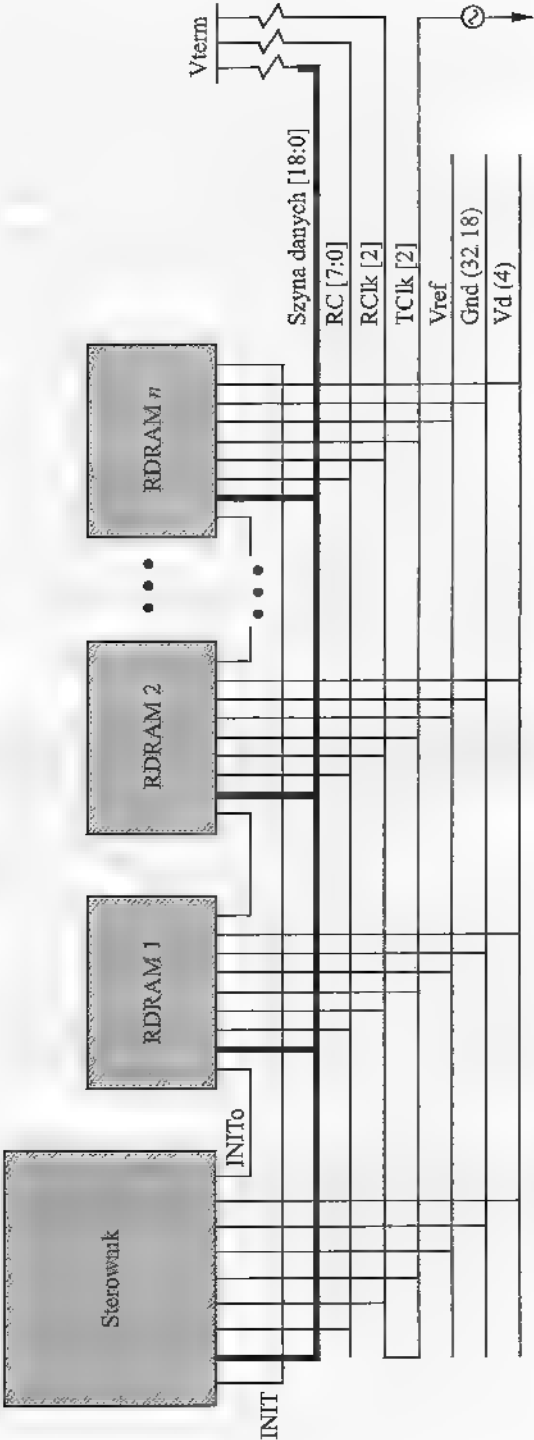 Sterownik
RDRAM 1
RDRAM 2
RDRAM n
INIT
INITo
Vterm
Szyna danych [18:0]
RC [7:0]
RClk [2]
TClk [2]
Vref
Gnd (32.18)
Vd (4)